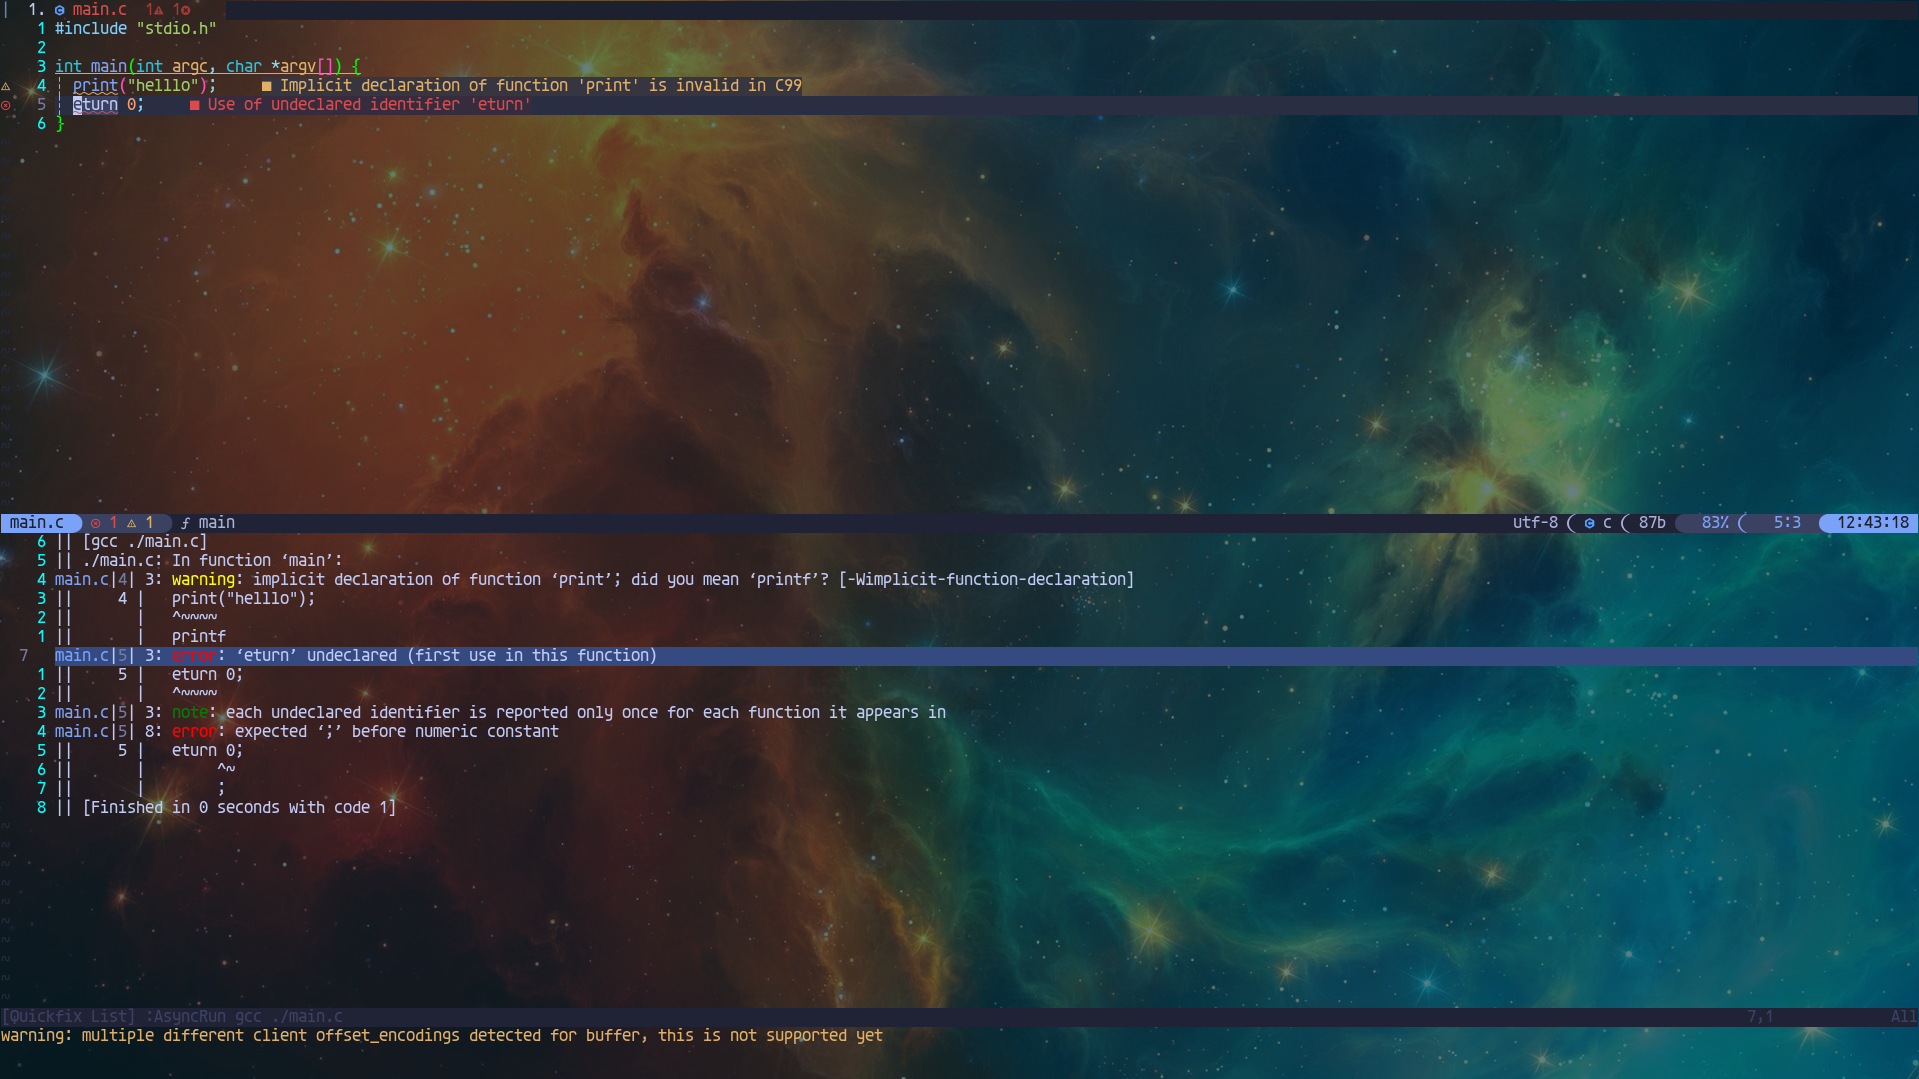 1. main.c 1 1
1 #include "stdio.h"
2
3 int main(int argc, char *argv[]) {
4 print("helllo"); ■ Implicit declaration of function 'print' is invalid in C99
5 eturn 0; ■ Use of undeclared identifier 'eturn'
6 }
main.c 1 1 ƒ main utf-8 c 87b 83% 5:3 12:43:18
6 || [gcc ./main.c]
5 || ./main.c: In function ‘main’:
4 main.c|4| 3: warning: implicit declaration of function ‘print’; did you mean ‘printf’? [-Wimplicit-function-declaration]
3 || 4 | print("helllo");
2 || | ^~~~~
1 || | printf
7 main.c|5| 3: error: ‘eturn’ undeclared (first use in this function)
1 || 5 | eturn 0;
2 || | ^~~~~
3 main.c|5| 3: note: each undeclared identifier is reported only once for each function it appears in
4 main.c|5| 8: error: expected ‘;’ before numeric constant
5 || 5 | eturn 0;
6 || | ^~
7 || | ;
8 || [Finished in 0 seconds with code 1]
[Quickfix List] :AsyncRun gcc ./main.c 7,1 All
warning: multiple different client offset_encodings detected for buffer, this is not supported yet